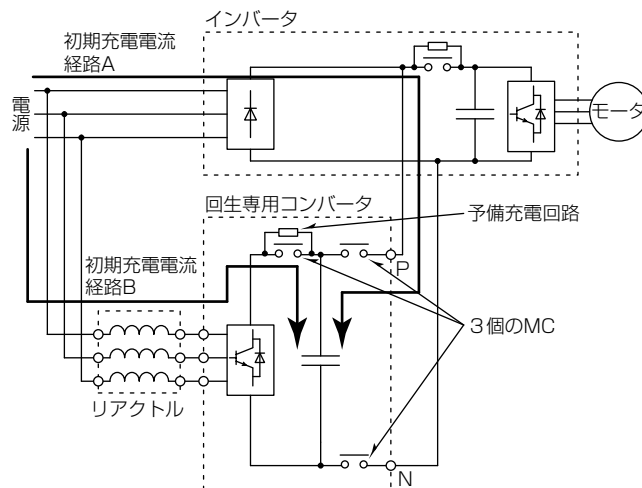 インバータ
初期充電電流
経路A
電源
モータ
回生専用コンバータ
予備充電回路
P
初期充電電流
経路B
3個のMC
リアクトル
N